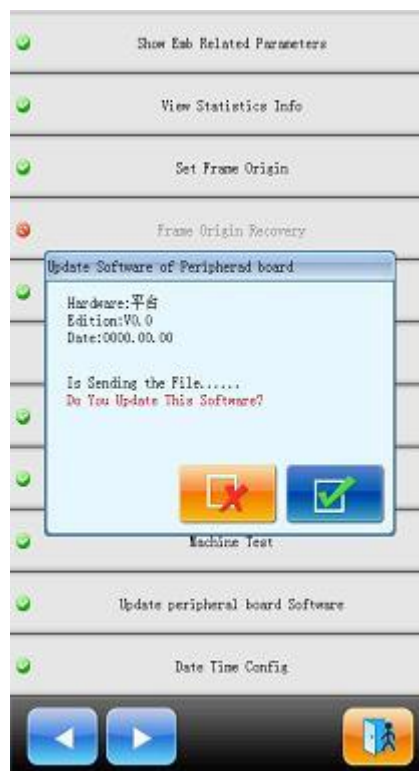 Show Emb Related Parameters
View Statistics Info
Set Frame Origin
Frame Origin Recovery
Update Software of Peripherad board
Hardware:平台
Edition:V0.0
Date:0000.00.00
Is Sending the File......
Do You Update This Software?
Machine Test
Update peripheral board Software
Date Time Config